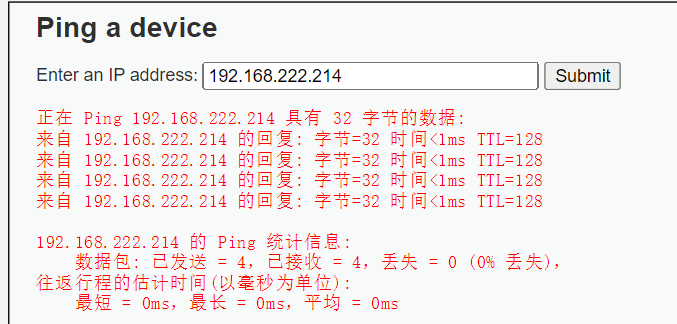 Ping a device
Enter an IP address: 192.168.222.214 Submit
正在 Ping 192.168.222.214 具有 32 字节的数据:
来自 192.168.222.214 的回复: 字节=32 时间<1ms TTL=128
来自 192.168.222.214 的回复: 字节=32 时间<1ms TTL=128
来自 192.168.222.214 的回复: 字节=32 时间<1ms TTL=128
来自 192.168.222.214 的回复: 字节=32 时间<1ms TTL=128
192.168.222.214 的 Ping 统计信息:
数据包: 已发送 = 4，已接收 = 4，丢失 = 0 (0% 丢失)，
往返行程的估计时间(以毫秒为单位):
最短 = 0ms，最长 = 0ms，平均 = 0ms